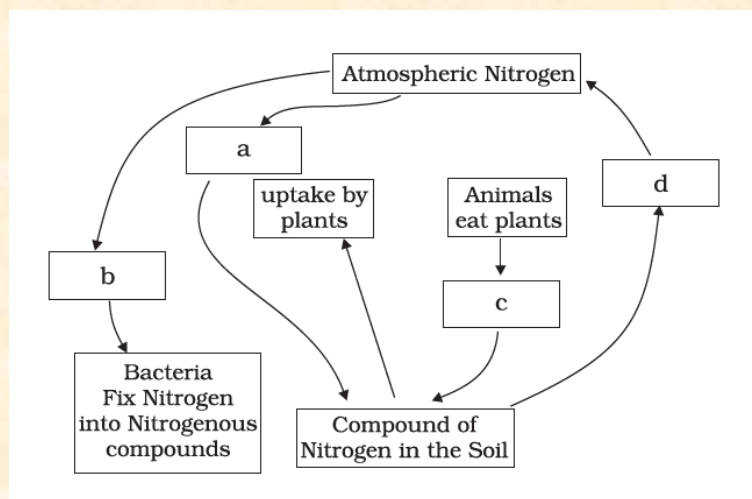 Atmospheric Nitrogen
a
uptake by
plants
Animals
eat plants
d
b
c
Bacteria
Fix Nitrogen
into Nitrogenous
compounds
Compound of
Nitrogen in the Soil